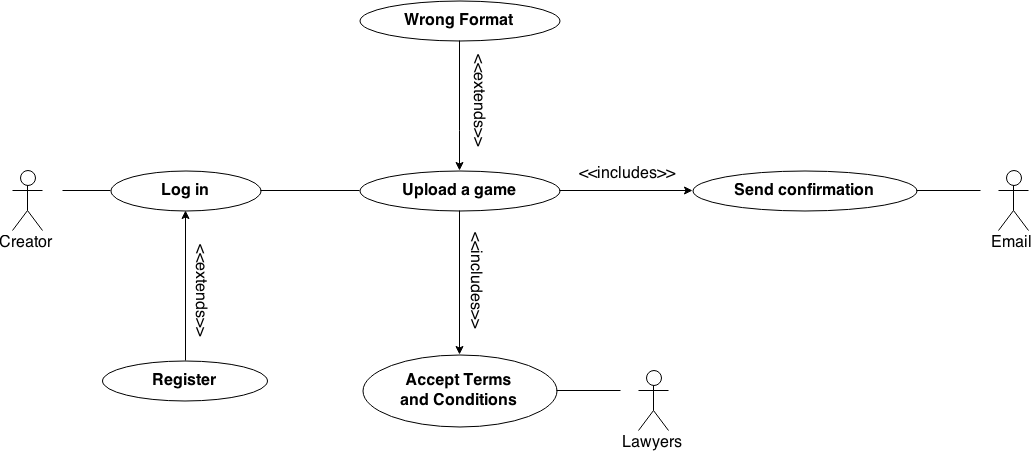 Wrong Format
<<extends>>
Log in
Upload a game
<<includes>>
Send confirmation
Creator
Email
<<extends>>
<<includes>>
Register
Accept Terms
and Conditions
Lawyers